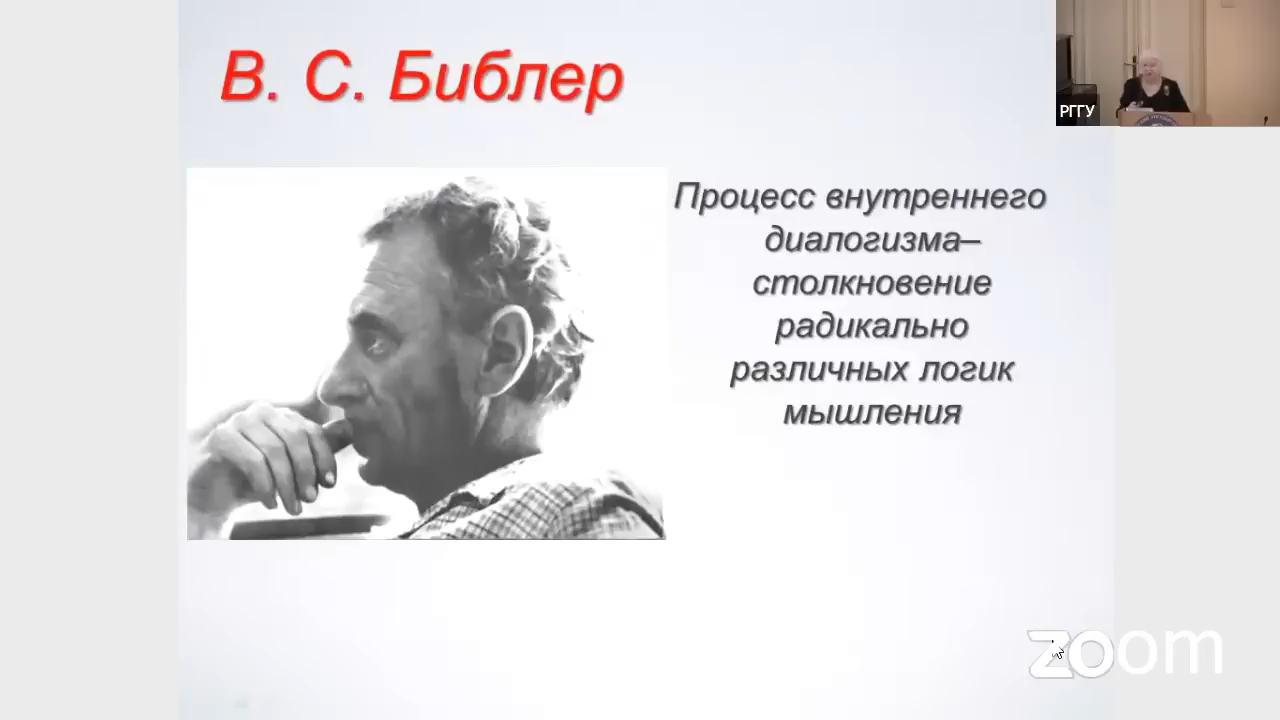 В. С. Библер
РГГУ
Процесс внутреннего
диалогизма–
столкновение
радикально
различных логик
мышления
zoom